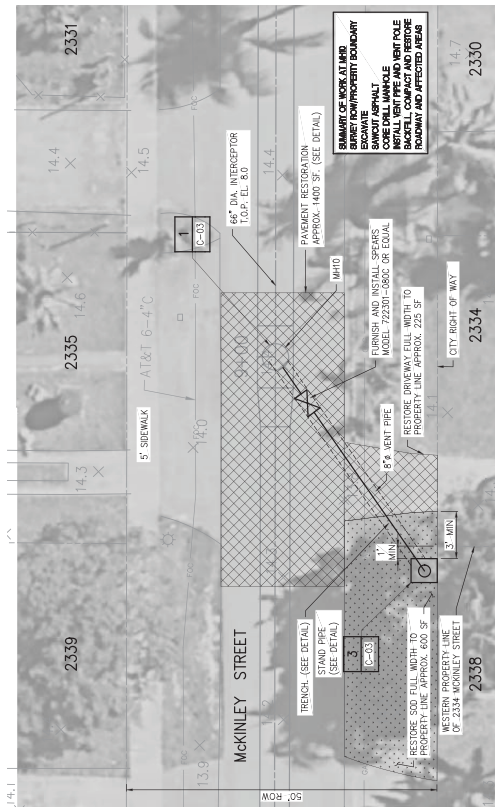 2331
2335
2339
14.4
14.5
14.6
14.3
14.1
14.0
13.9
14.4
14.7
AT&T 6-4"C
5' SIDEWALK
FOC
FOC
1
C-03
66" DIA. INTERCEPTOR
T.O.P. EL. 8.0
PAVEMENT RESTORATION
APPROX. 1400 SF. (SEE DETAIL)
MH10
FURNISH AND INSTALL-SPEARS
MODEL 722301-080C OR EQUAL
SUMMARY OF WORK AT MH10
SURVEY ROW/PROPERTY BOUNDARY
EXCAVATE
SAWCUT ASPHALT
CORE DRILL MANHOLE
INSTALL VENT PIPE AND VENT POLE
BACKFILL COMPACT AND RESTORE
ROADWAY AND AFFECTED AREAS
McKINLEY STREET
TRENCH (SEE DETAIL)
STAND PIPE
(SEE DETAIL)
3
C-03
8"Ø VENT PIPE
1'
MIN
3' MIN
RESTORE DRIVEWAY FULL WIDTH TO
PROPERTY LINE APPROX. 225 SF
CITY RIGHT OF WAY
RESTORE SOD FULL WIDTH TO
PROPERTY LINE APPROX. 600 SF
WESTERN PROPERTY LINE
OF 2334 MCKINLEY STREET
50' ROW
2330
2334
2338